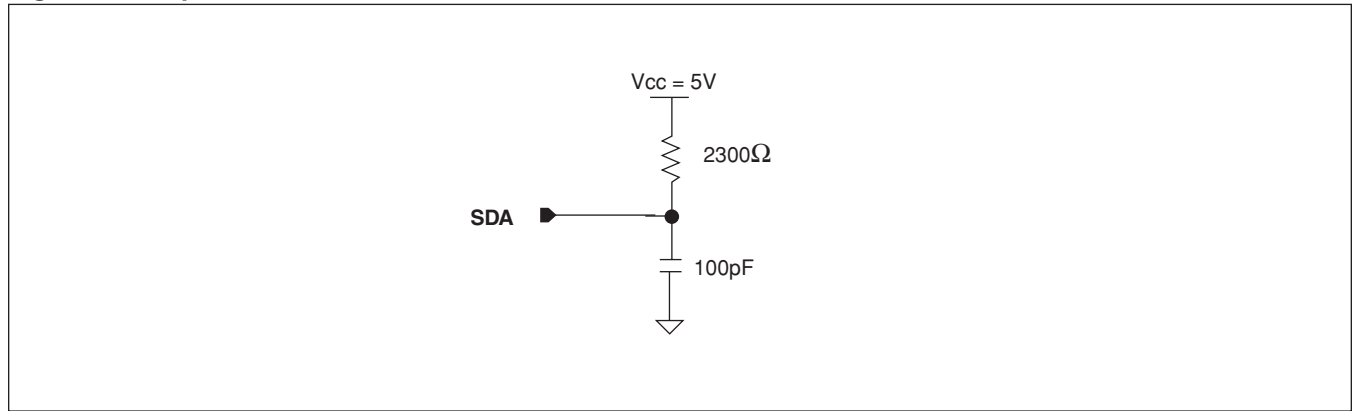 Vcc = 5V
2300Ω
SDA
100pF